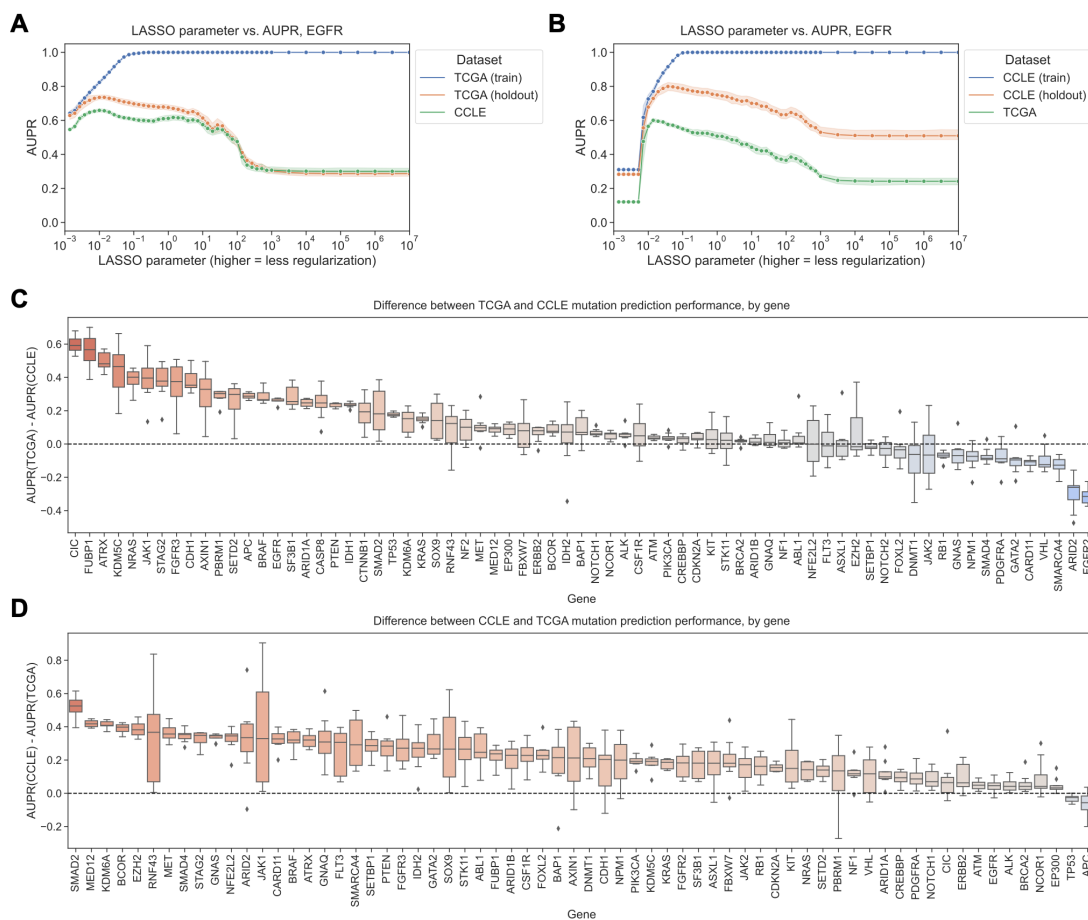 A
LASSO parameter vs. AUPR, EGFR
AUPR
1.0
0.8
0.6
0.4
0.2
0.0
10⁻³ 10⁻² 10⁻¹ 10⁰ 10¹ 10² 10³ 10⁴ 10⁵ 10⁶ 10⁷
LASSO parameter (higher = less regularization)
Dataset
TCGA (train)
TCGA (holdout)
CCLE
B
LASSO parameter vs. AUPR, EGFR
AUPR
1.0
0.8
0.6
0.4
0.2
0.0
10⁻³ 10⁻² 10⁻¹ 10⁰ 10¹ 10² 10³ 10⁴ 10⁵ 10⁶ 10⁷
LASSO parameter (higher = less regularization)
Dataset
CCLE (train)
CCLE (holdout)
TCGA
C
Difference between TCGA and CCLE mutation prediction performance, by gene
AUPR(TCGA) - AUPR(CCLE)
0.6
0.4
0.2
0.0
−0.2
−0.4
CIC FUBP1 ATRX KDM5C NRAS JAK1 STAG2 FGFR3 CDH1 AXIN1 PBRM1 SETD2 APC BRAF EGFR SF3B1 ARID1A CASP8 PTEN IDH1 CTNNB1 SMAD2 TP53 KDM6A KRAS SOX9 RNF43 NF2 MET MED12 EP300 FBXW7 ERBB2 BCOR IDH2 BAP1 NOTCH1 NCOR1 ALK CSF1R ATM PIK3CA CREBBP CDKN2A KIT STK11 BRCA2 ARID1B GNAQ NF1 ABL1 NFE2L2 FLT3 ASXL1 EZH2 SETBP1 NOTCH2 FOXL2 DNMT1 JAK2 RB1 GNAS NPM1 SMAD4 PDGFRA GATA2 CARD11 VHL SMARCA4 ARID2
Gene
D
Difference between CCLE and TCGA mutation prediction performance, by gene
AUPR(CCLE) - AUPR(TCGA)
0.8
0.6
0.4
0.2
0.0
−0.2
SMAD2 MED12 KDM6A BCOR EZH2 RNF43 MET SMAD4 STAG2 GNAS NFE2L2 ARID2 JAK1 CARD11 BRAF ATRX GNAQ FLT3 SMARCA4 SETBP1 PTEN FGFR3 IDH2 GATA2 SOX9 STK11 ABL1 FUBP1 ARID1B CSF1R FOXL2 BAP1 AXIN1 DNMT1 CDH1 NPM1 PIK3CA KDM5C KRAS FGFR2 SF3B1 ASXL1 FBXW7 JAK2 RB1 CDKN2A KIT NRAS SETD2 PBRM1 NF1 VHL ARID1A CREBBP PDGFRA NOTCH1 CIC ERBB2 ATM EGFR ALK BRCA2 NCOR1 EP300 TP53
Gene